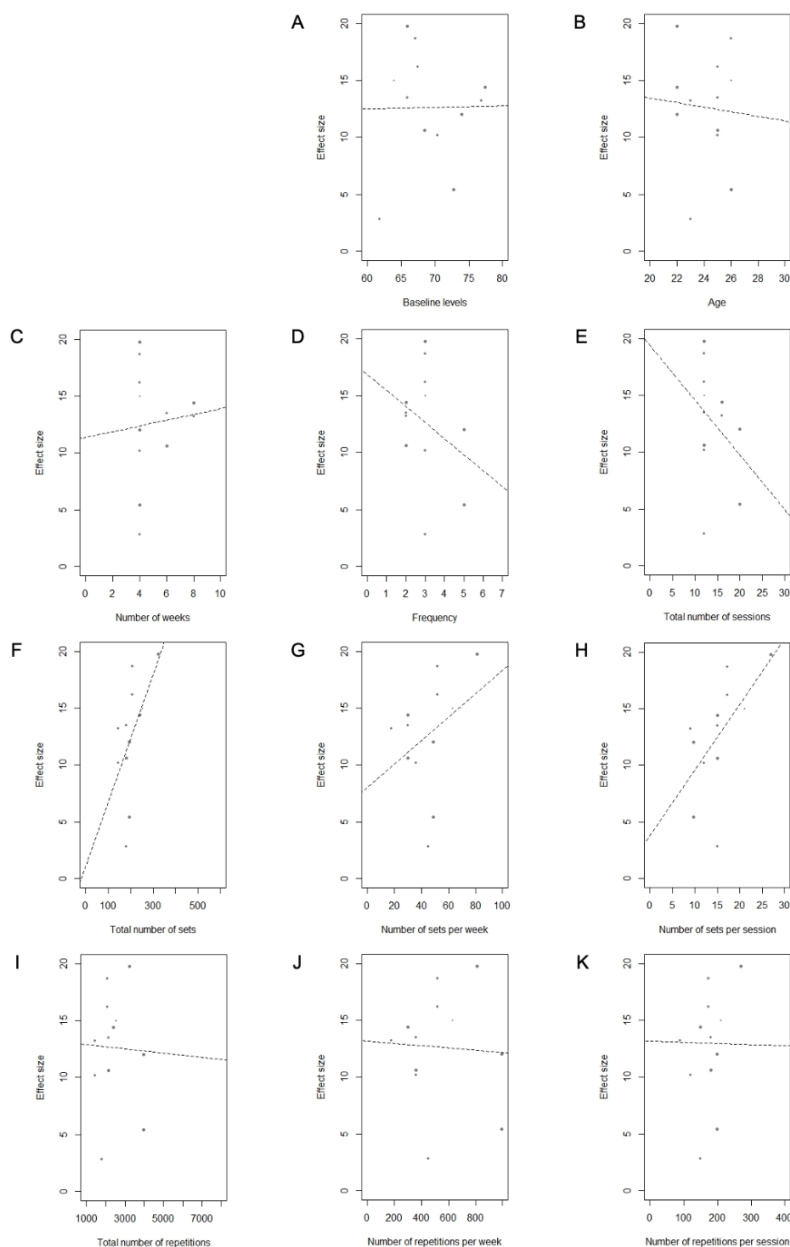 A
20
15
10
5
0
Effect size
60 65 70 75 80
Baseline levels
B
20
15
10
5
0
Effect size
20 22 24 26 28 30
Age
C
20
15
10
5
0
Effect size
0 2 4 6 8 10
Number of weeks
D
20
15
10
5
0
Effect size
0 1 2 3 4 5 6 7
Frequency
E
20
15
10
5
0
Effect size
0 5 10 15 20 25 30
Total number of sessions
F
20
15
10
5
0
Effect size
0 100 300 500
Total number of sets
G
20
15
10
5
0
Effect size
0 20 40 60 80 100
Number of sets per week
H
20
15
10
5
0
Effect size
0 5 10 15 20 25 30
Number of sets per session
I
20
15
10
5
0
Effect size
1000 3000 5000 7000
Total number of repetitions
J
20
15
10
5
0
Effect size
0 200 400 600 800
Number of repetitions per week
K
20
15
10
5
0
Effect size
0 100 200 300 400
Number of repetitions per session